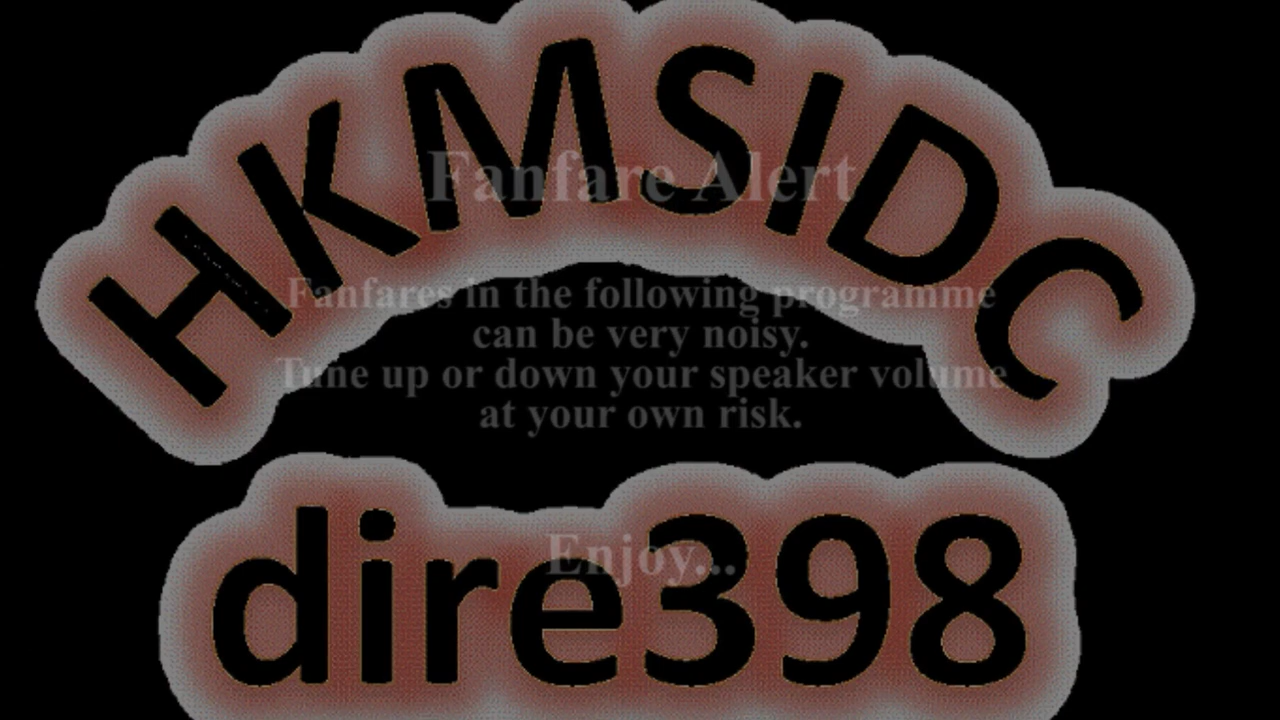 HKMSIDC
Fanfare Alert
Fanfares in the following programme
can be very noisy.
Tune up or down your speaker volume
at your own risk.
Enjoy...
dire398